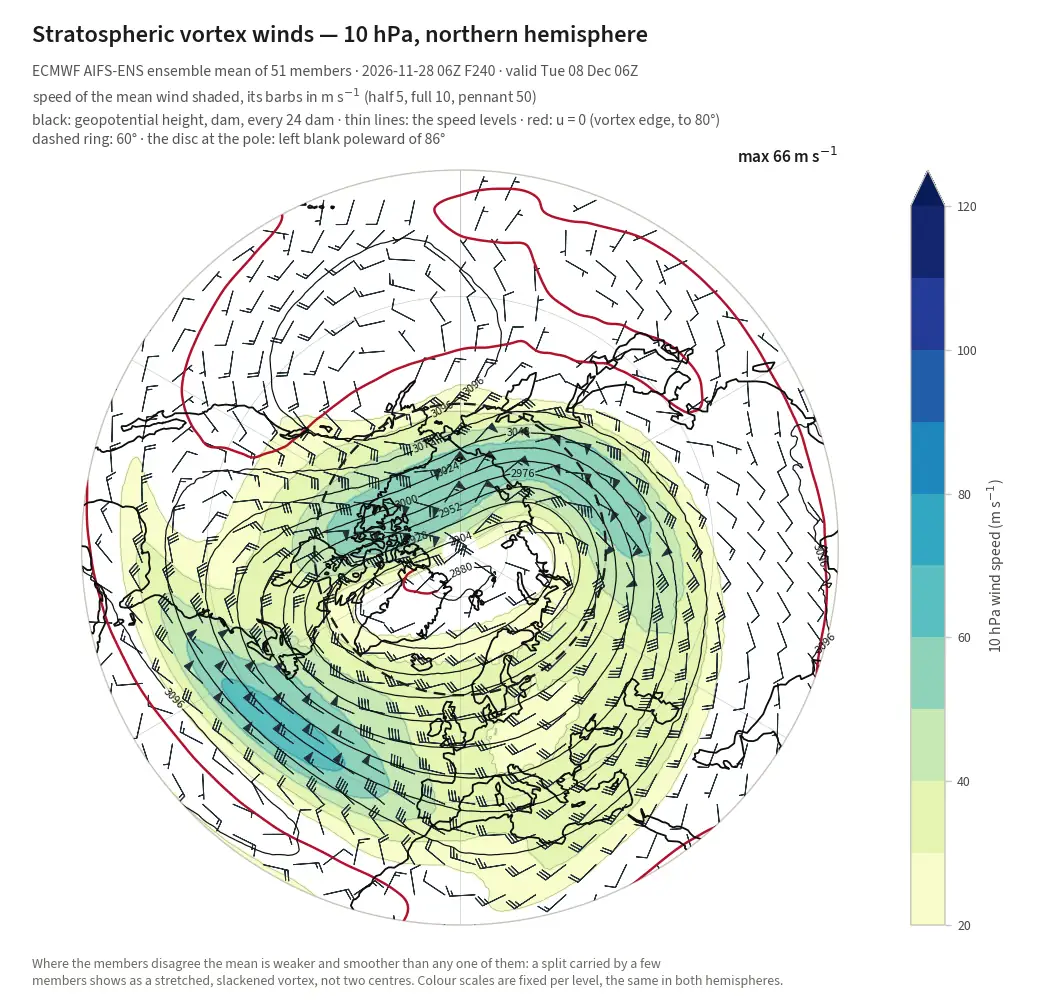 Stratospheric vortex winds — 10 hPa, northern hemisphere
ECMWF AIFS-ENS ensemble mean of 51 members · 2026-11-28 06Z F240 · valid Tue 08 Dec 06Z
speed of the mean wind shaded, its barbs in m s⁻¹ (half 5, full 10, pennant 50)
black: geopotential height, dam, every 24 dam · thin lines: the speed levels · red: u = 0 (vortex edge, to 80°)
dashed ring: 60° · the disc at the pole: left blank poleward of 86°
max 66 m s⁻¹
120
100
80
60
40
20
10 hPa wind speed (m s⁻¹)
3096
3024
2976
3000
2952
2904
2880
3096
3096
Where the members disagree the mean is weaker and smoother than any one of them: a split carried by a few
members shows as a stretched, slackened vortex, not two centres. Colour scales are fixed per level, the same in both hemispheres.